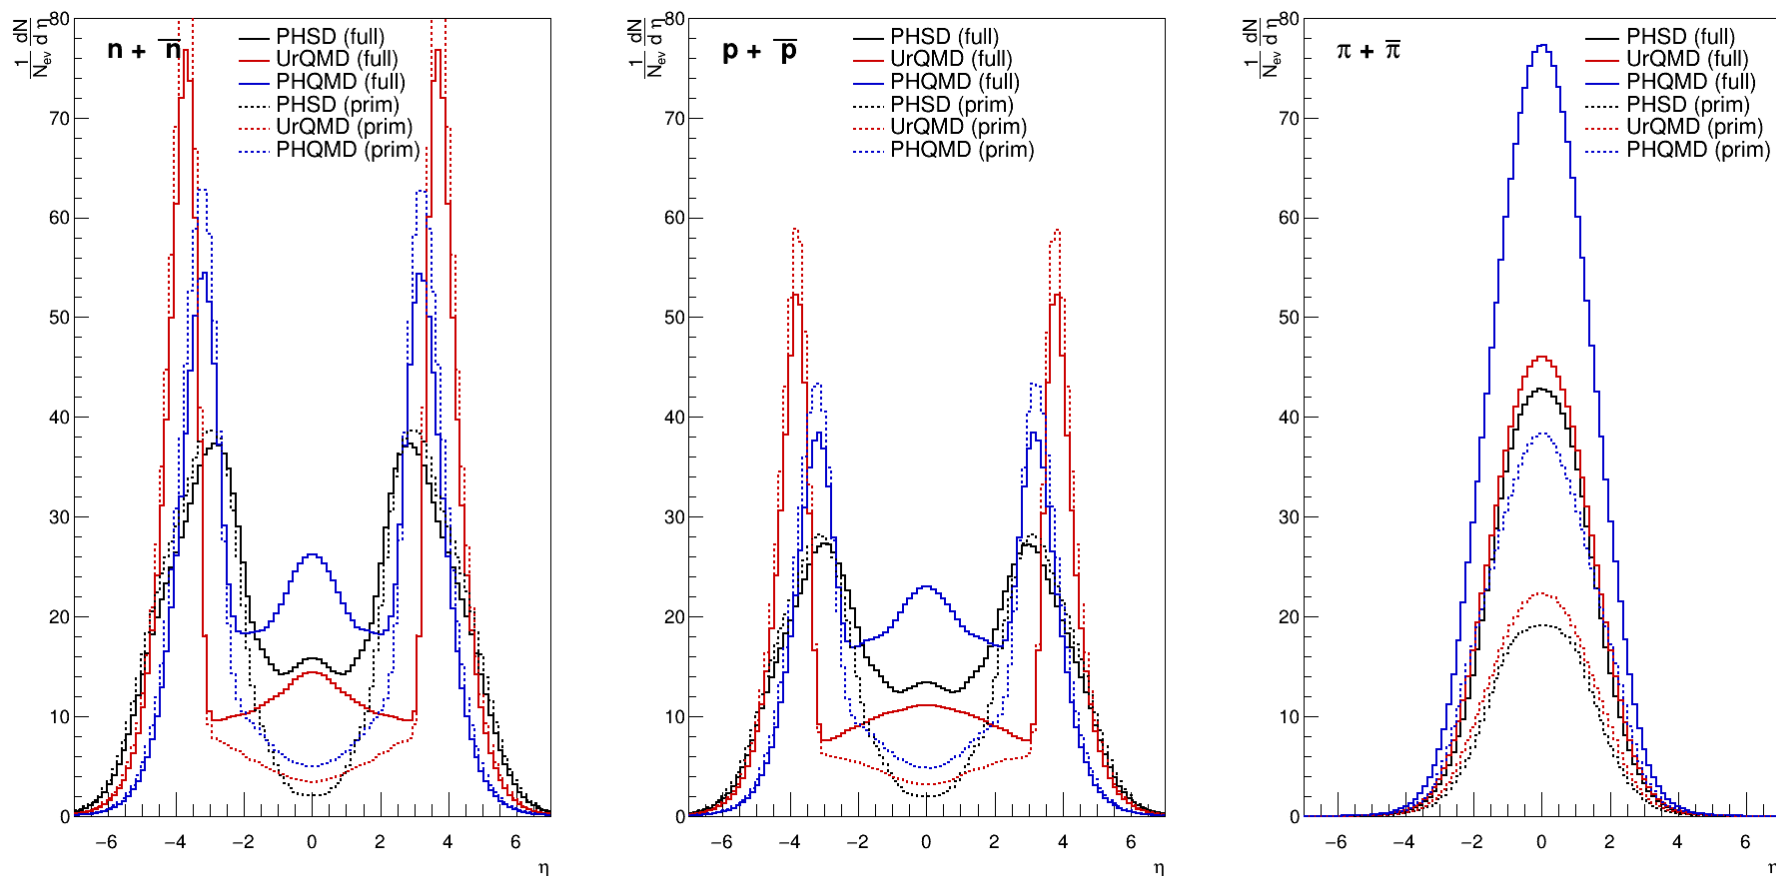 1/N_ev dN/d η
n + n̅
PHSD (full)
UrQMD (full)
PHQMD (full)
PHSD (prim)
UrQMD (prim)
PHQMD (prim)
80
70
60
50
40
30
20
10
0
−6 −4 −2 0 2 4 6
η
1/N_ev dN/d η
p + p̅
PHSD (full)
UrQMD (full)
PHQMD (full)
PHSD (prim)
UrQMD (prim)
PHQMD (prim)
80
70
60
50
40
30
20
10
0
−6 −4 −2 0 2 4 6
η
1/N_ev dN/d η
π + π̅
PHSD (full)
UrQMD (full)
PHQMD (full)
PHSD (prim)
UrQMD (prim)
PHQMD (prim)
80
70
60
50
40
30
20
10
0
−6 −4 −2 0 2 4 6
η